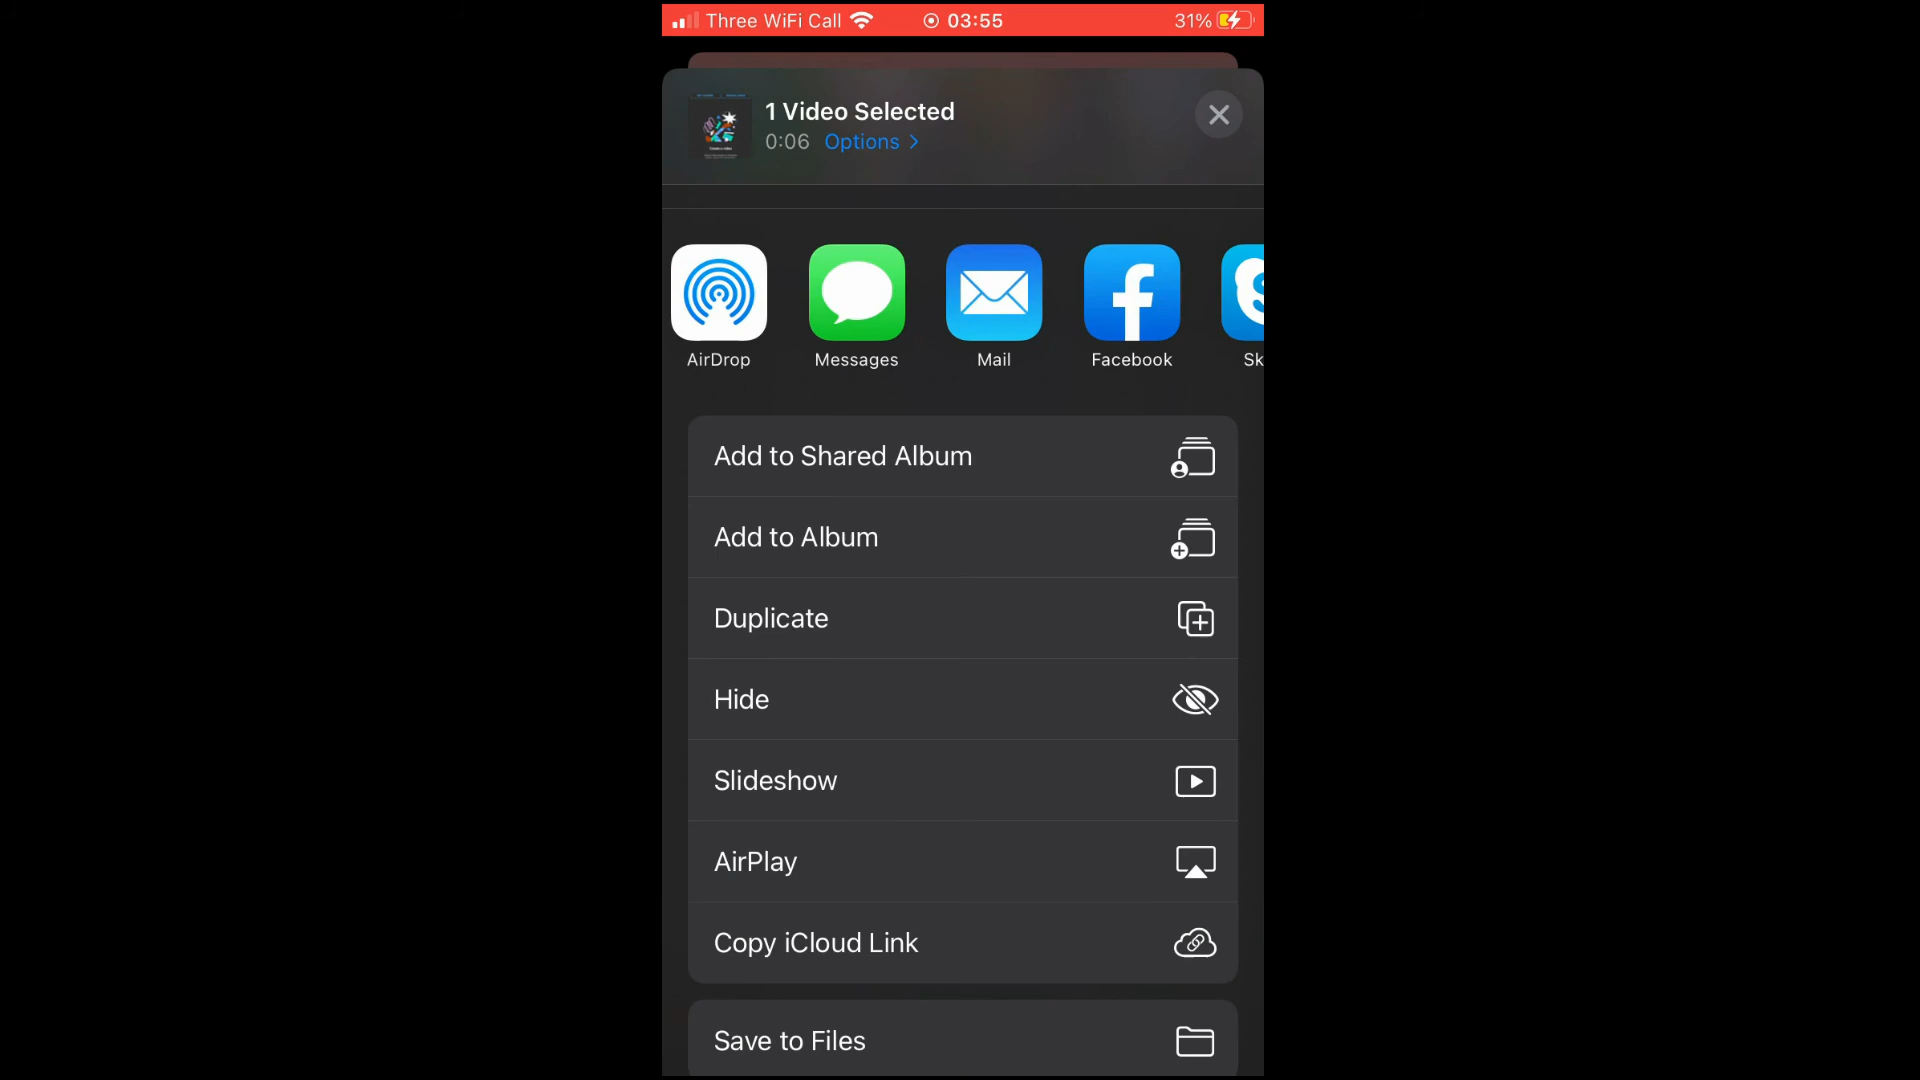 Three WiFi Call 03:55 31%
1 Video Selected
0:06 Options
AirDrop Messages Mail Facebook Sk
Add to Shared Album
Add to Album
Duplicate
Hide
Slideshow
AirPlay
Copy iCloud Link
Save to Files